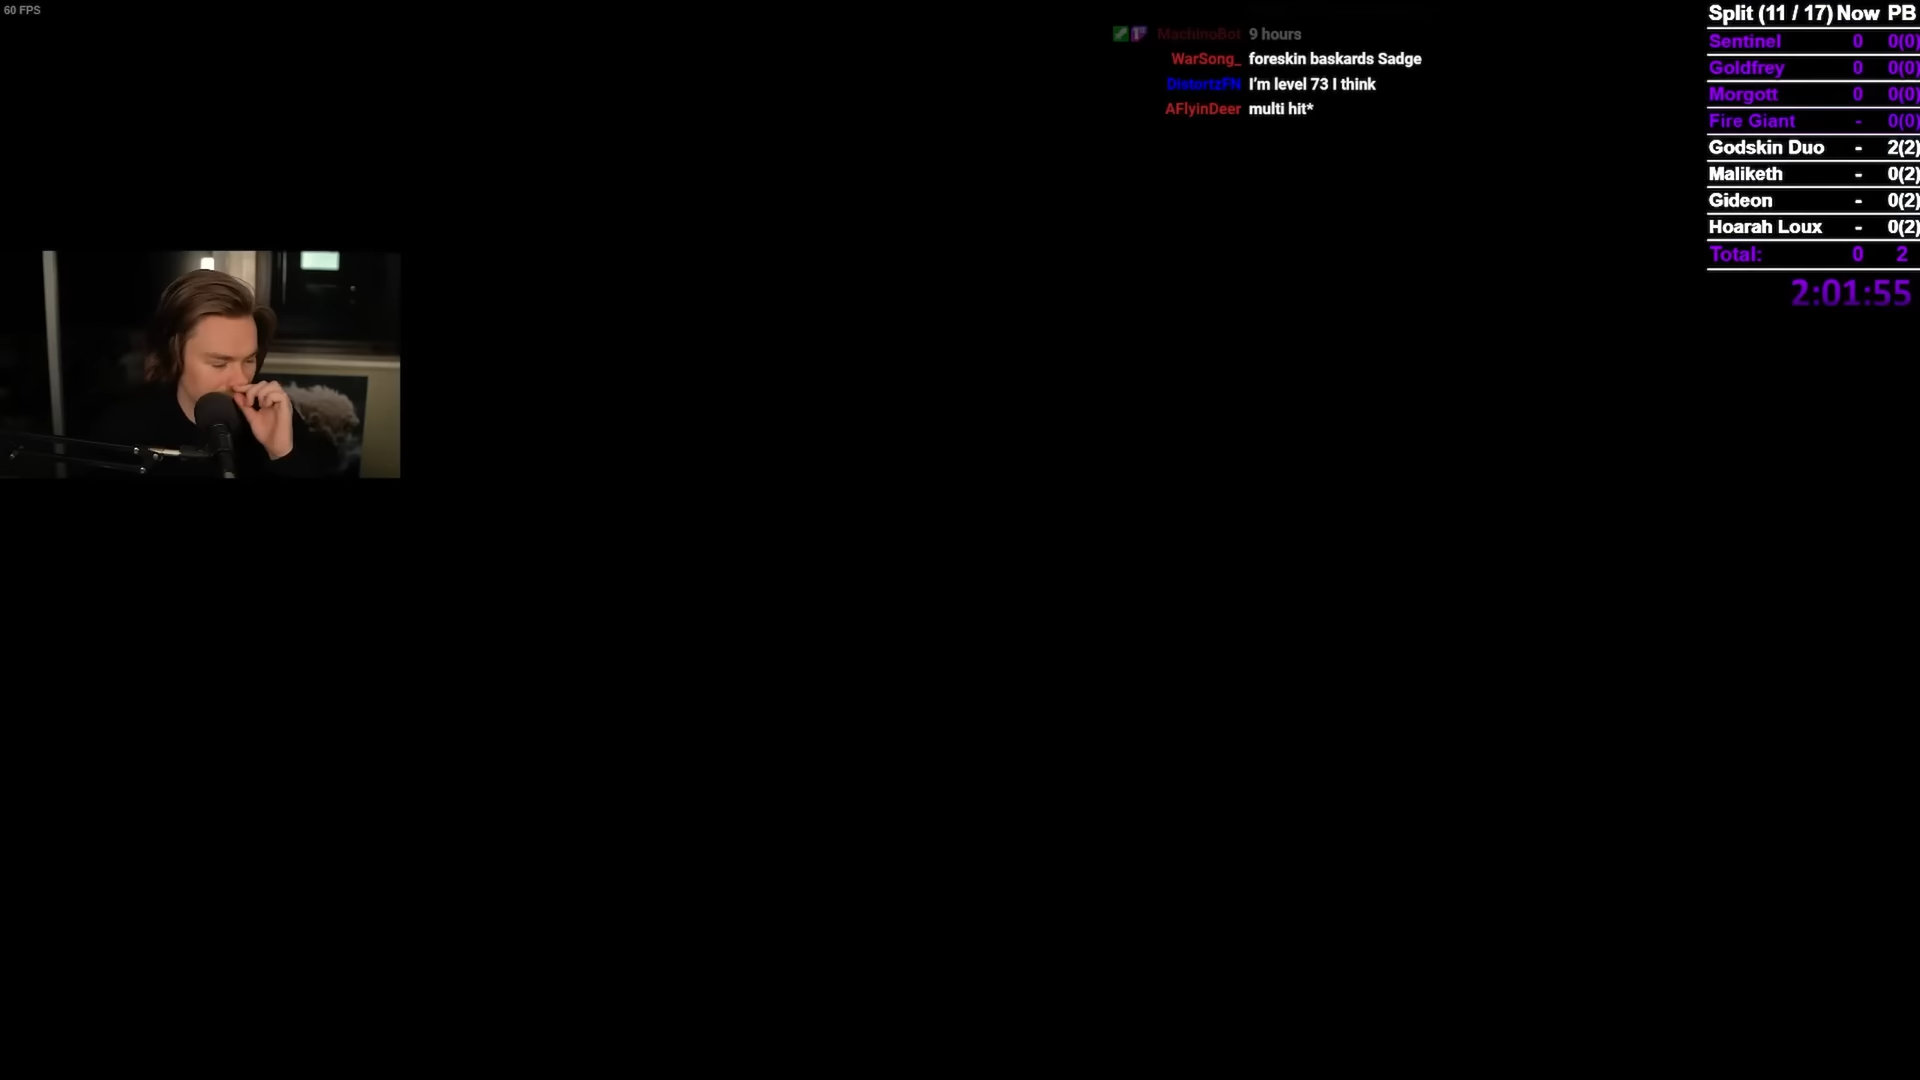 60 FPS
MachinoBot 9 hours
WarSong_ foreskin baskards Sadge
DistortzFN I'm level 73 I think
AFlyinDeer multi hit*
Split (11 / 17) Now PB
Sentinel 0 0(0)
Goldfrey 0 0(0)
Morgott 0 0(0)
Fire Giant - 0(0)
Godskin Duo - 2(2)
Maliketh - 0(2)
Gideon - 0(2)
Hoarah Loux - 0(2)
Total: 0 2
2:01:55